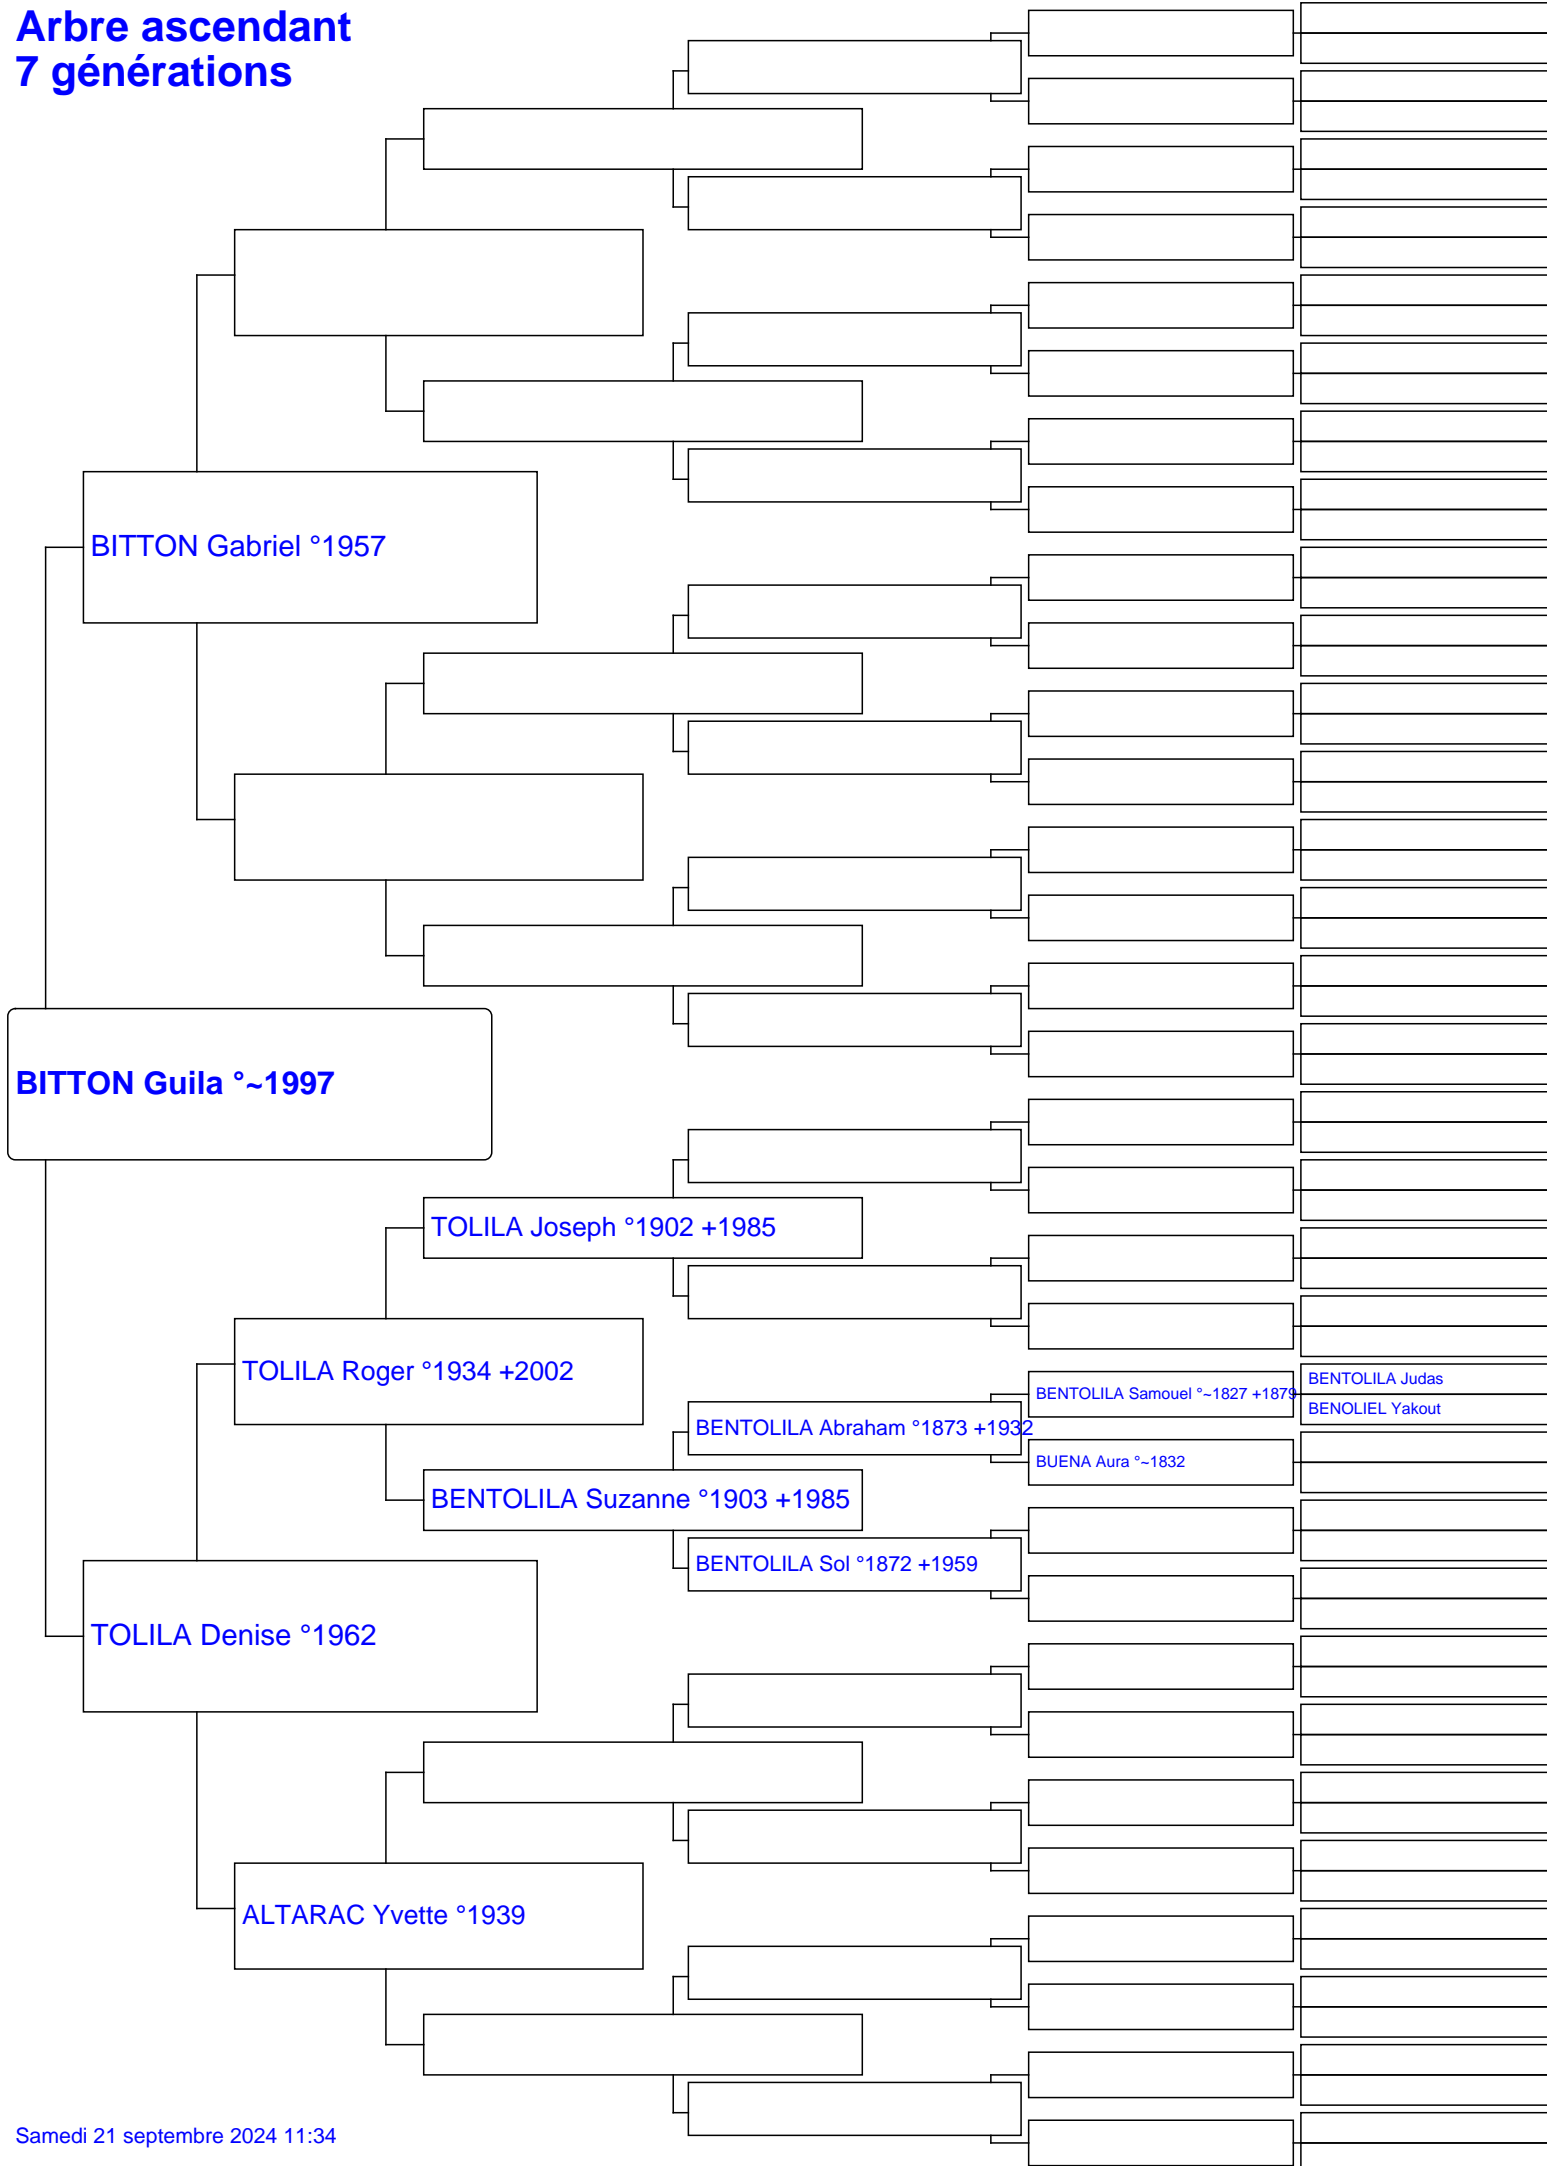 Arbre ascendant
7 générations
BITTON Gabriel °1957
BITTON Guila °~1997
TOLILA Joseph °1902 +1985
TOLILA Roger °1934 +2002
BENTOLILA Samouel °~1827 +1879
BENTOLILA Judas
BENOLIEL Yakout
BENTOLILA Abraham °1873 +1932
BUENA Aura °~1832
BENTOLILA Suzanne °1903 +1985
BENTOLILA Sol °1872 +1959
TOLILA Denise °1962
ALTARAC Yvette °1939
Samedi 21 septembre 2024 11:34